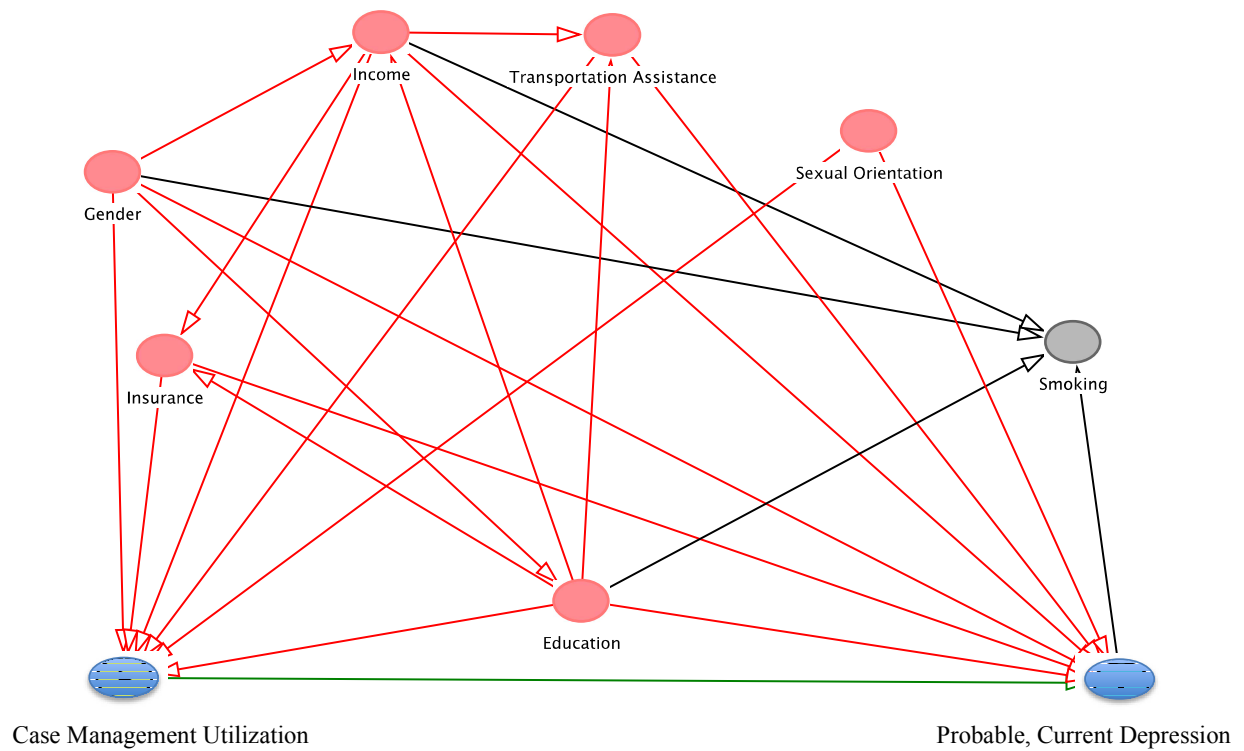 Income
Transportation Assistance
Sexual Orientation
Gender
Smoking
Insurance
Education
Case Management Utilization
Probable, Current Depression